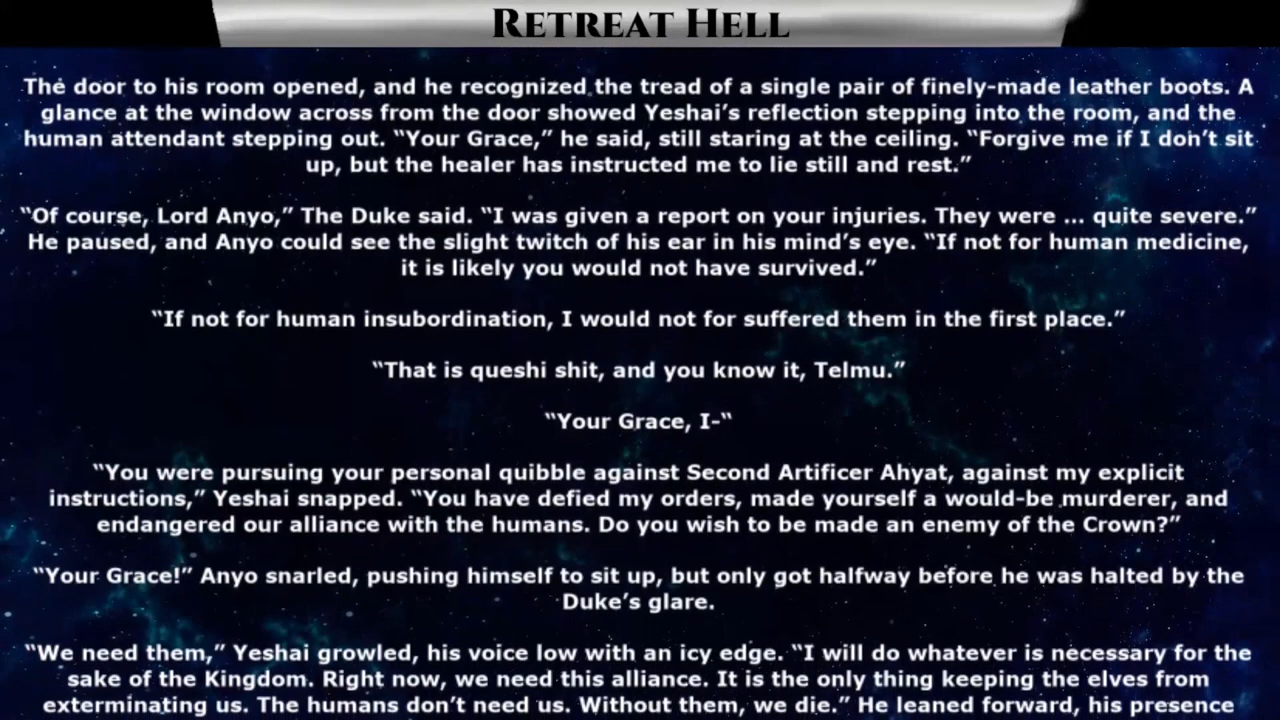 Retreat Hell
The door to his room opened, and he recognized the tread of a single pair of finely-made leather boots. A
glance at the window across from the door showed Yeshai’s reflection stepping into the room, and the
human attendant stepping out. “Your Grace,” he said, still staring at the ceiling. “Forgive me if I don’t sit
up, but the healer has instructed me to lie still and rest.”
“Of course, Lord Anyo,” The Duke said. “I was given a report on your injuries. They were ... quite severe.”
He paused, and Anyo could see the slight twitch of his ear in his mind’s eye. “If not for human medicine,
it is likely you would not have survived.”
“If not for human insubordination, I would not for suffered them in the first place.”
“That is queshi shit, and you know it, Telmu.”
“Your Grace, I-“
“You were pursuing your personal quibble against Second Artificer Ahyat, against my explicit
instructions,” Yeshai snapped. “You have defied my orders, made yourself a would-be murderer, and
endangered our alliance with the humans. Do you wish to be made an enemy of the Crown?”
“Your Grace!” Anyo snarled, pushing himself to sit up, but only got halfway before he was halted by the
Duke’s glare.
“We need them,” Yeshai growled, his voice low with an icy edge. “I will do whatever is necessary for the
sake of the Kingdom. Right now, we need this alliance. It is the only thing keeping the elves from
exterminating us. The humans don’t need us. Without them, we die.” He leaned forward, his presence